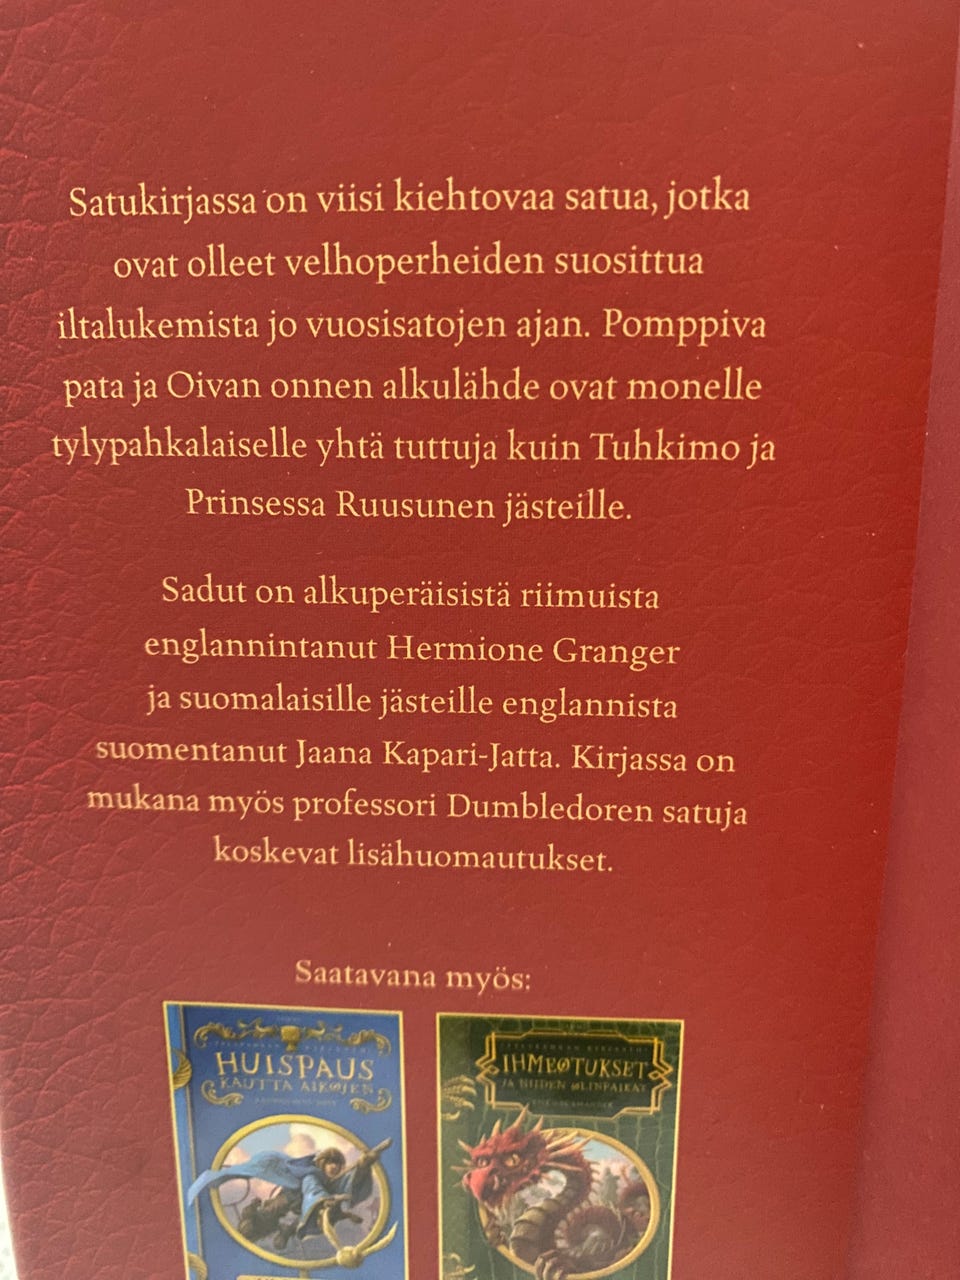 Satukirjassa on viisi kiehtovaa satua, jotka
ovat olleet velhoperheiden suosittua
iltalukemista jo vuosisatojen ajan. Pomppiva
pata ja Oivan onnen alkulähde ovat monelle
tylypahkalaiselle yhtä tuttuja kuin Tuhkimo ja
Prinsessa Ruusunen jästeille.
Sadut on alkuperäisistä riimuista
englannintanut Hermione Granger
ja suomalaisille jästeille englannista
suomentanut Jaana Kapari-Jatta. Kirjassa on
mukana myös professori Dumbledoren satuja
koskevat lisähuomautukset.
Saatavana myös:
HUISPAUS
KAUTTA AIKOJEN
IHMEOTUKSET
JA NIIDEN OLINPAIKAT